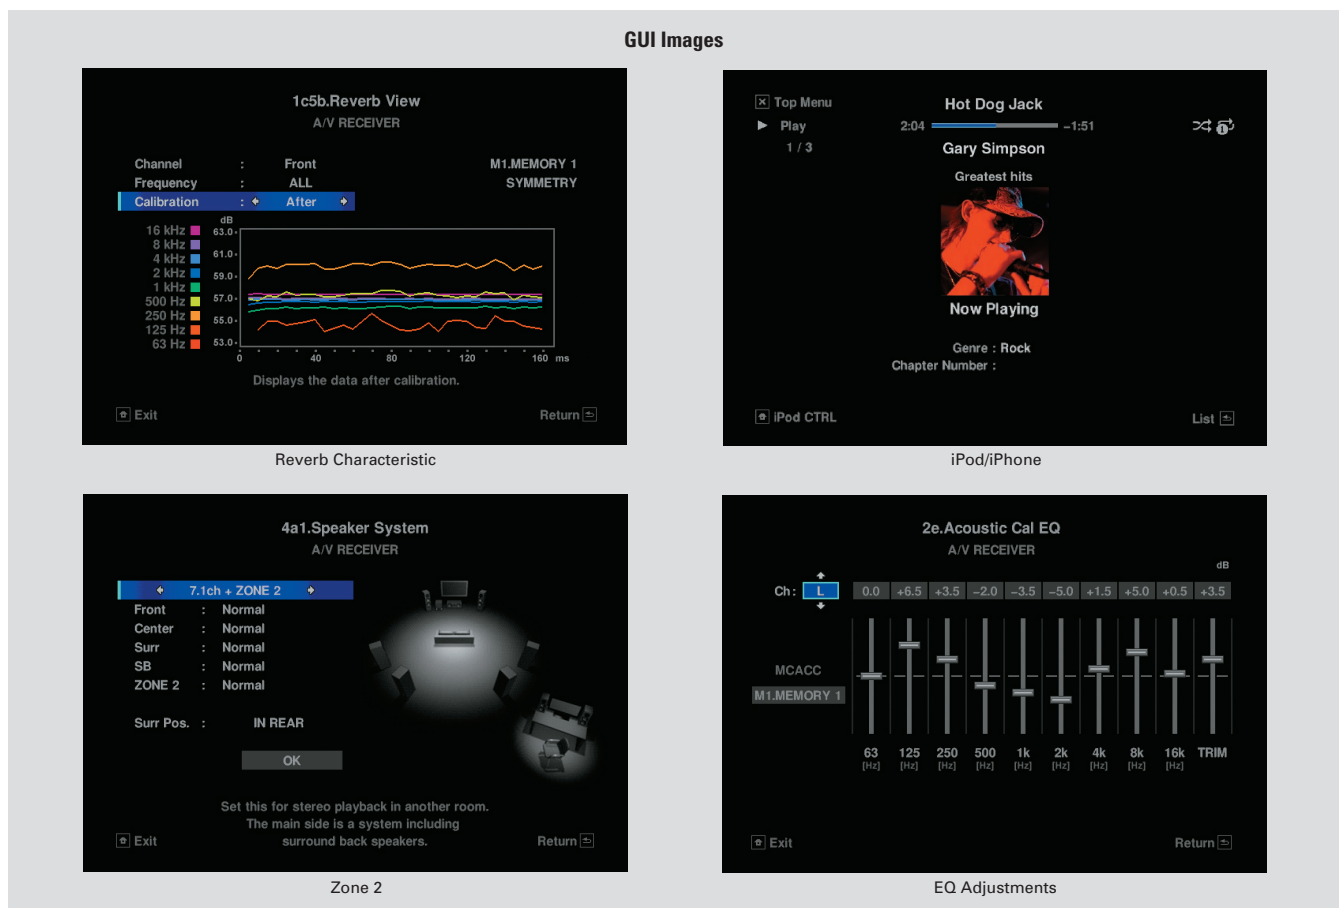 GUI Images
1c5b.Reverb View
A/V RECEIVER
Channel : Front M1.MEMORY 1
Frequency : ALL SYMMETRY
Calibration : After
dB
16 kHz 63.0
8 kHz
4 kHz 61.0
2 kHz 59.0
1 kHz
500 Hz 57.0
250 Hz
125 Hz 55.0
63 Hz 53.0
0 40 80 120 160 ms
Displays the data after calibration.
Exit Return
Reverb Characteristic
Top Menu Hot Dog Jack
Play 2:04 −1:51
1 / 3 Gary Simpson
Greatest hits
Now Playing
Genre : Rock
Chapter Number :
iPod CTRL List
iPod/iPhone
4a1.Speaker System
A/V RECEIVER
7.1ch + ZONE 2
Front : Normal
Center : Normal
Surr : Normal
SB : Normal
ZONE 2 : Normal
Surr Pos. : IN REAR
OK
Set this for stereo playback in another room.
The main side is a system including
surround back speakers.
Exit Return
Zone 2
2e.Acoustic Cal EQ
A/V RECEIVER
dB
Ch : L 0.0 +6.5 +3.5 −2.0 −3.5 −5.0 +1.5 +5.0 +0.5 +3.5
MCACC
M1.MEMORY 1
63 125 250 500 1k 2k 4k 8k 16k TRIM
[Hz] [Hz] [Hz] [Hz] [Hz] [Hz] [Hz] [Hz] [Hz]
Exit Return
EQ Adjustments